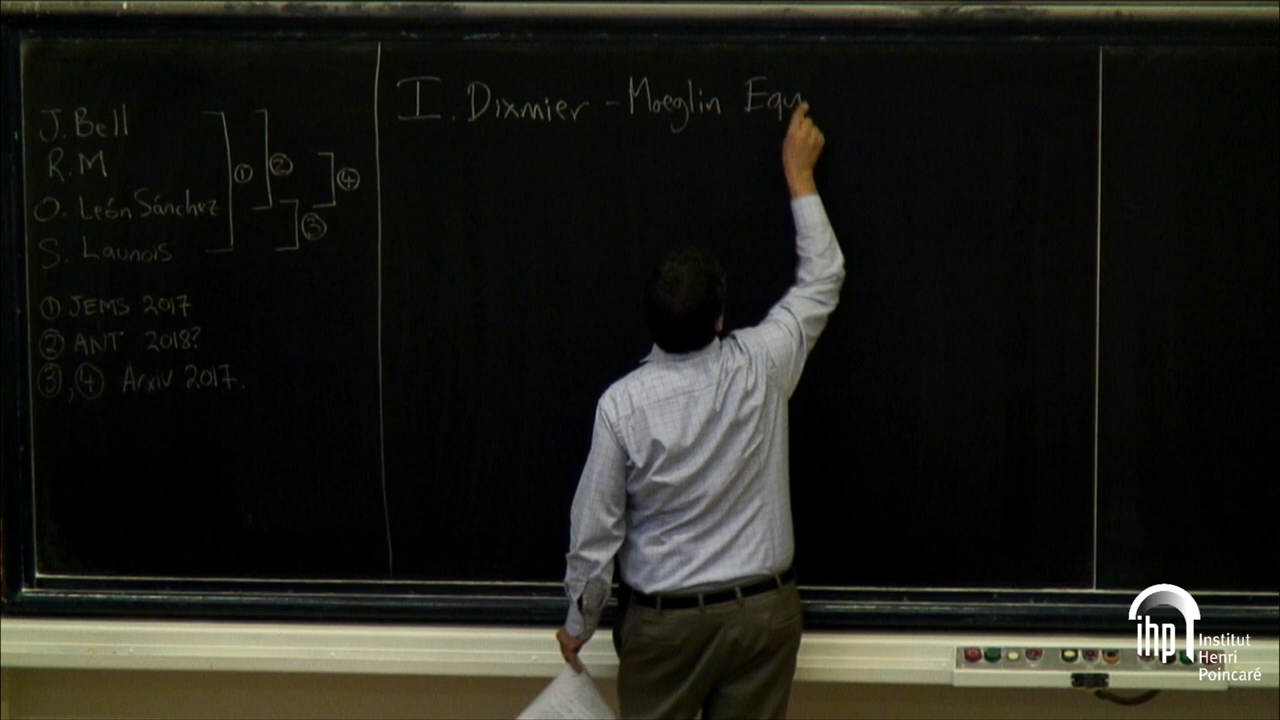 J. Bell
R. M
O. León Sánchez
S. Launois
① ② ④
③
① JEMS 2017
② ANT 2018?
③, ④ Arxiv 2017.
I. Dixmier - Moeglin Equ
ihp Institut
Henri
Poincaré